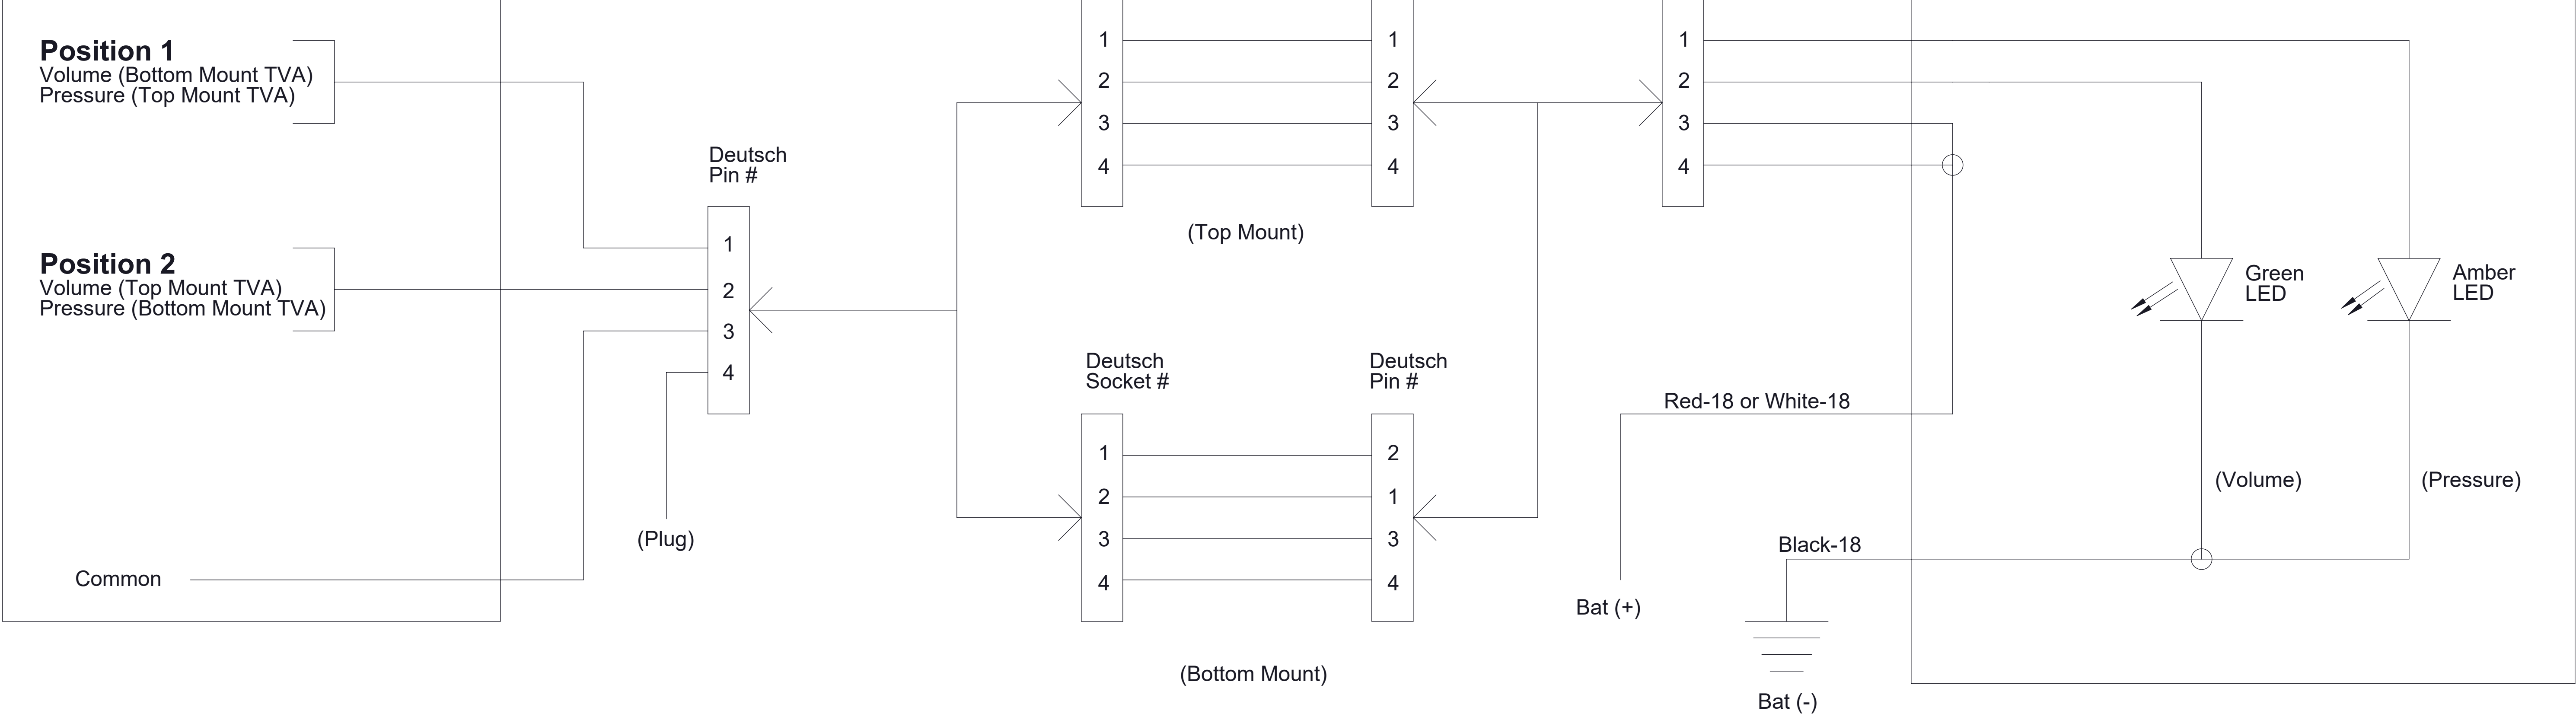 Position 1
Volume (Bottom Mount TVA)
Pressure (Top Mount TVA)
Position 2
Volume (Top Mount TVA)
Pressure (Bottom Mount TVA)
Common
Deutsch
Pin #
1
2
3
4
(Plug)
1
2
3
4
1
2
3
4
(Top Mount)
Deutsch
Socket #
1
2
3
4
Deutsch
Pin #
2
1
3
4
(Bottom Mount)
1
2
3
4
Red-18 or White-18
Bat (+)
Black-18
Bat (-)
Green
LED
(Volume)
Amber
LED
(Pressure)